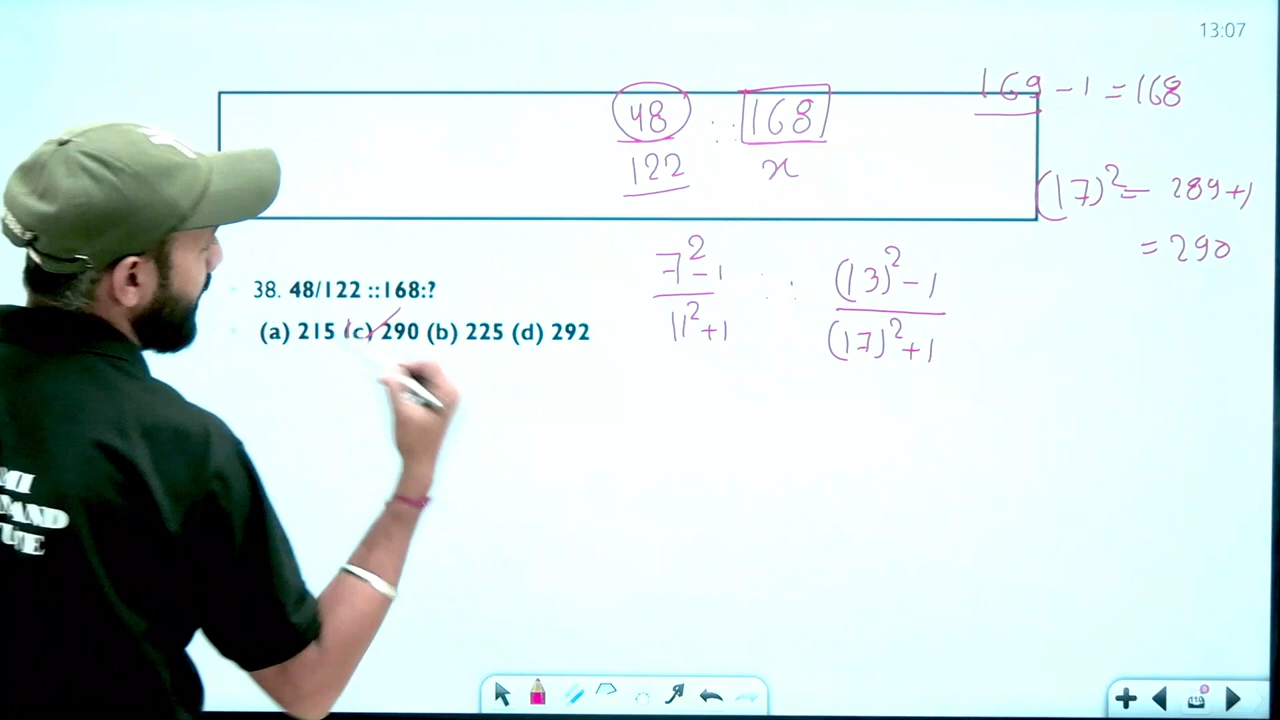 13:07
48 : : 168
122 x
169 - 1 = 168
(17)² = 289+1
= 290
38. 48/122 ::168:?
(a) 215 (c) 290 (b) 225 (d) 292
7²-1 : (13)²-1
11²+1 (17)²+1